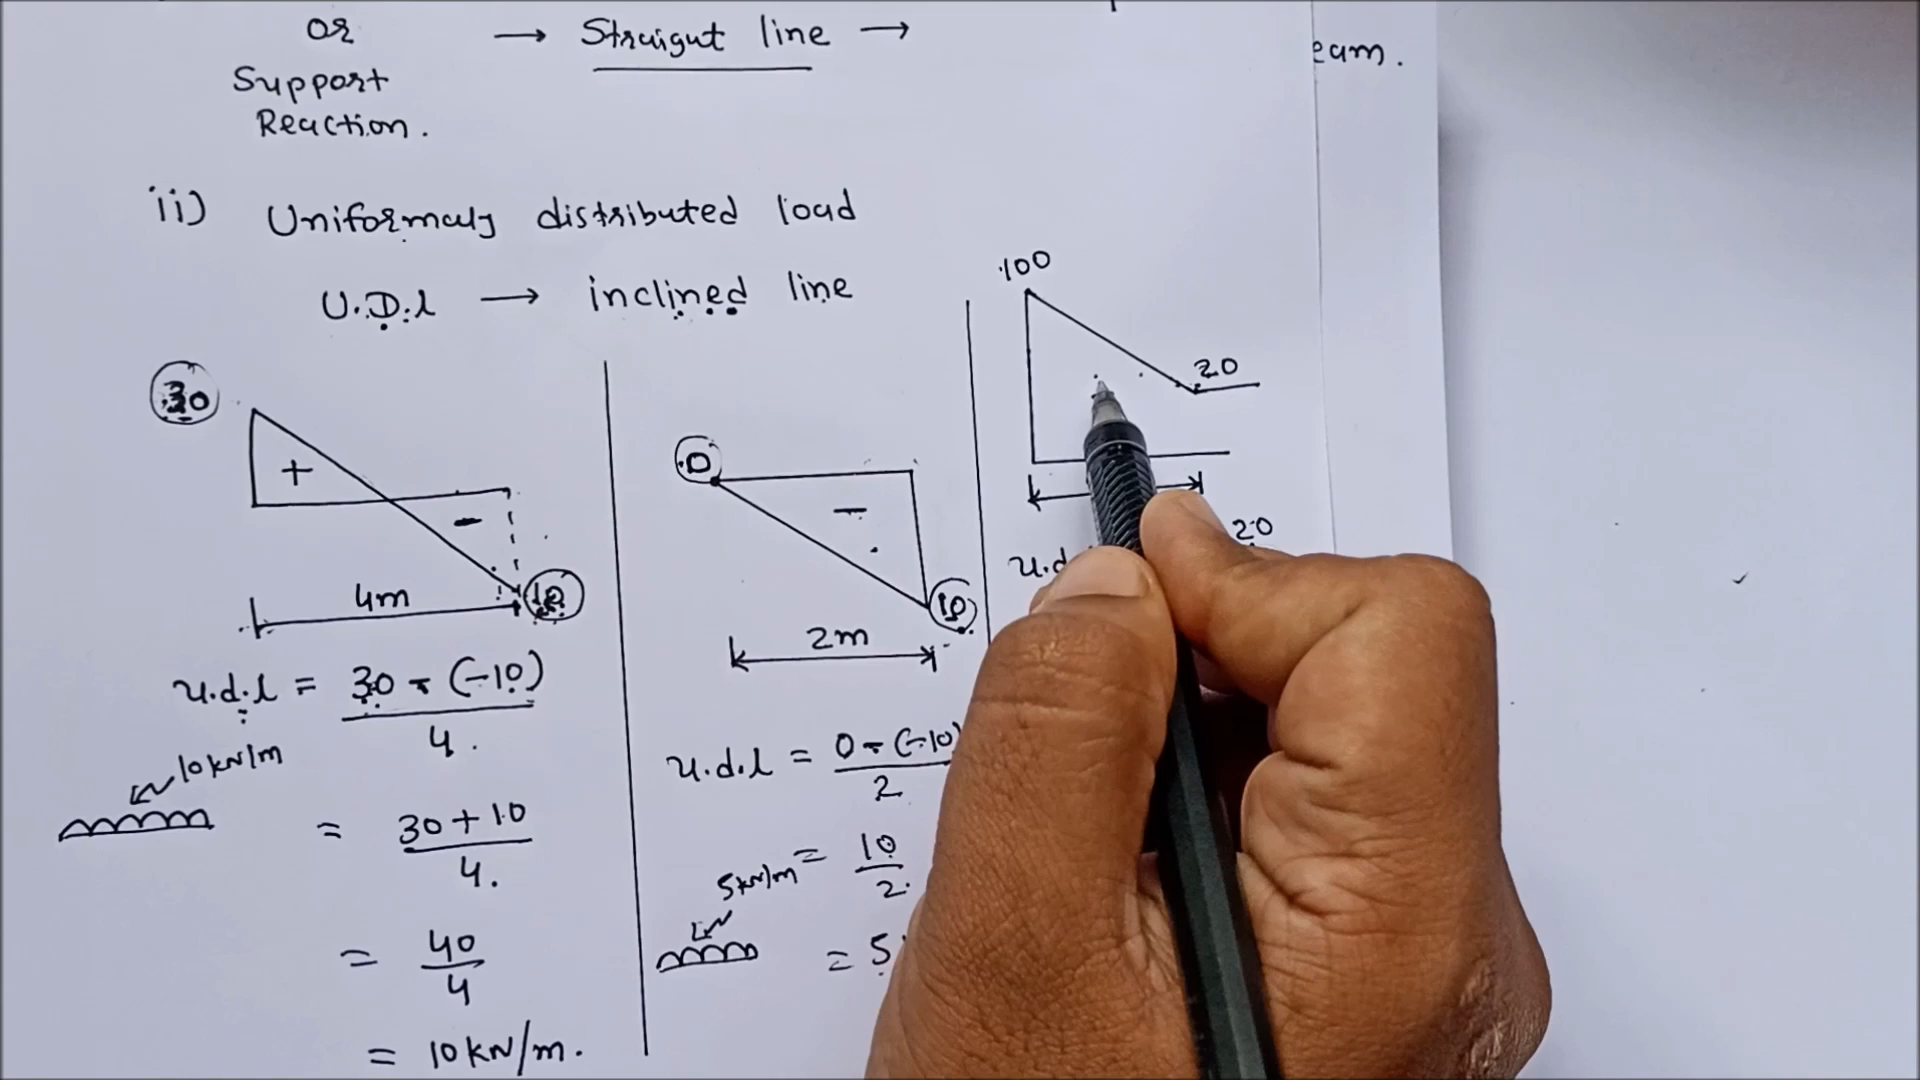 or
→ Straigut line →
Support
Reaction.
eam.
ii) Uniformaly distributed load
U.D.l → inclined line
30
+
-
4m
10
u.d.l = 30 - (-10)
4.
10kN/m
= 30 + 10
4.
= 40
4
= 10kN/m.
0
-
10
2m
u.d.l = 0 - (-10)
2
5kN/m = 10
2.
= 5
100
20
20
u.d